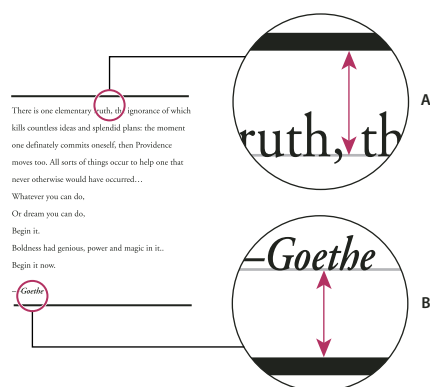 There is one elementary truth, the ignorance of which
kills countless ideas and splendid plans: the moment
one definately commits oneself, then Providence
moves too. All sorts of things occur to help one that
never otherwise would have occurred…
Whatever you can do,
Or dream you can do,
Begin it.
Boldness had genious, power and magic in it..
Begin it now.
–Goethe
ruth, th
A
–Goethe
B